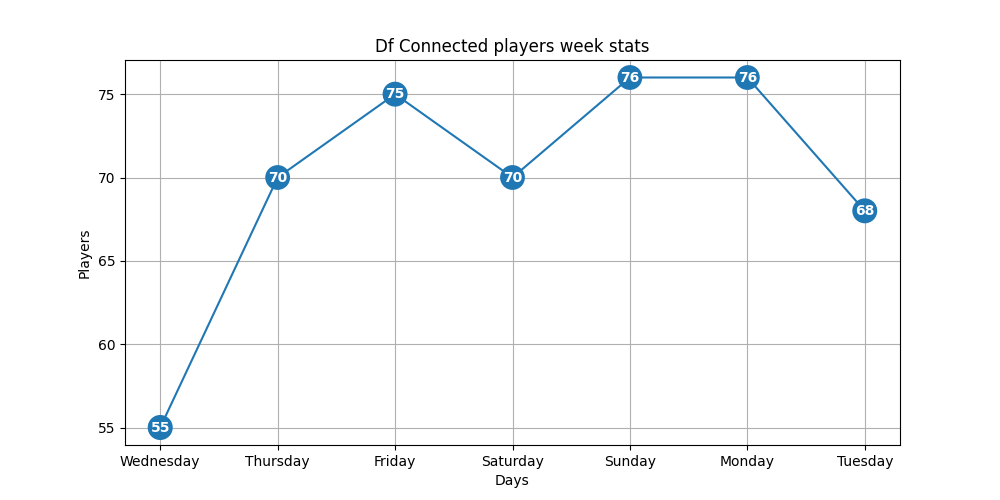 Df Connected players week stats
75
70
65
60
55
Players
55
70
75
70
76
76
68
Wednesday
Thursday
Friday
Saturday
Sunday
Monday
Tuesday
Days